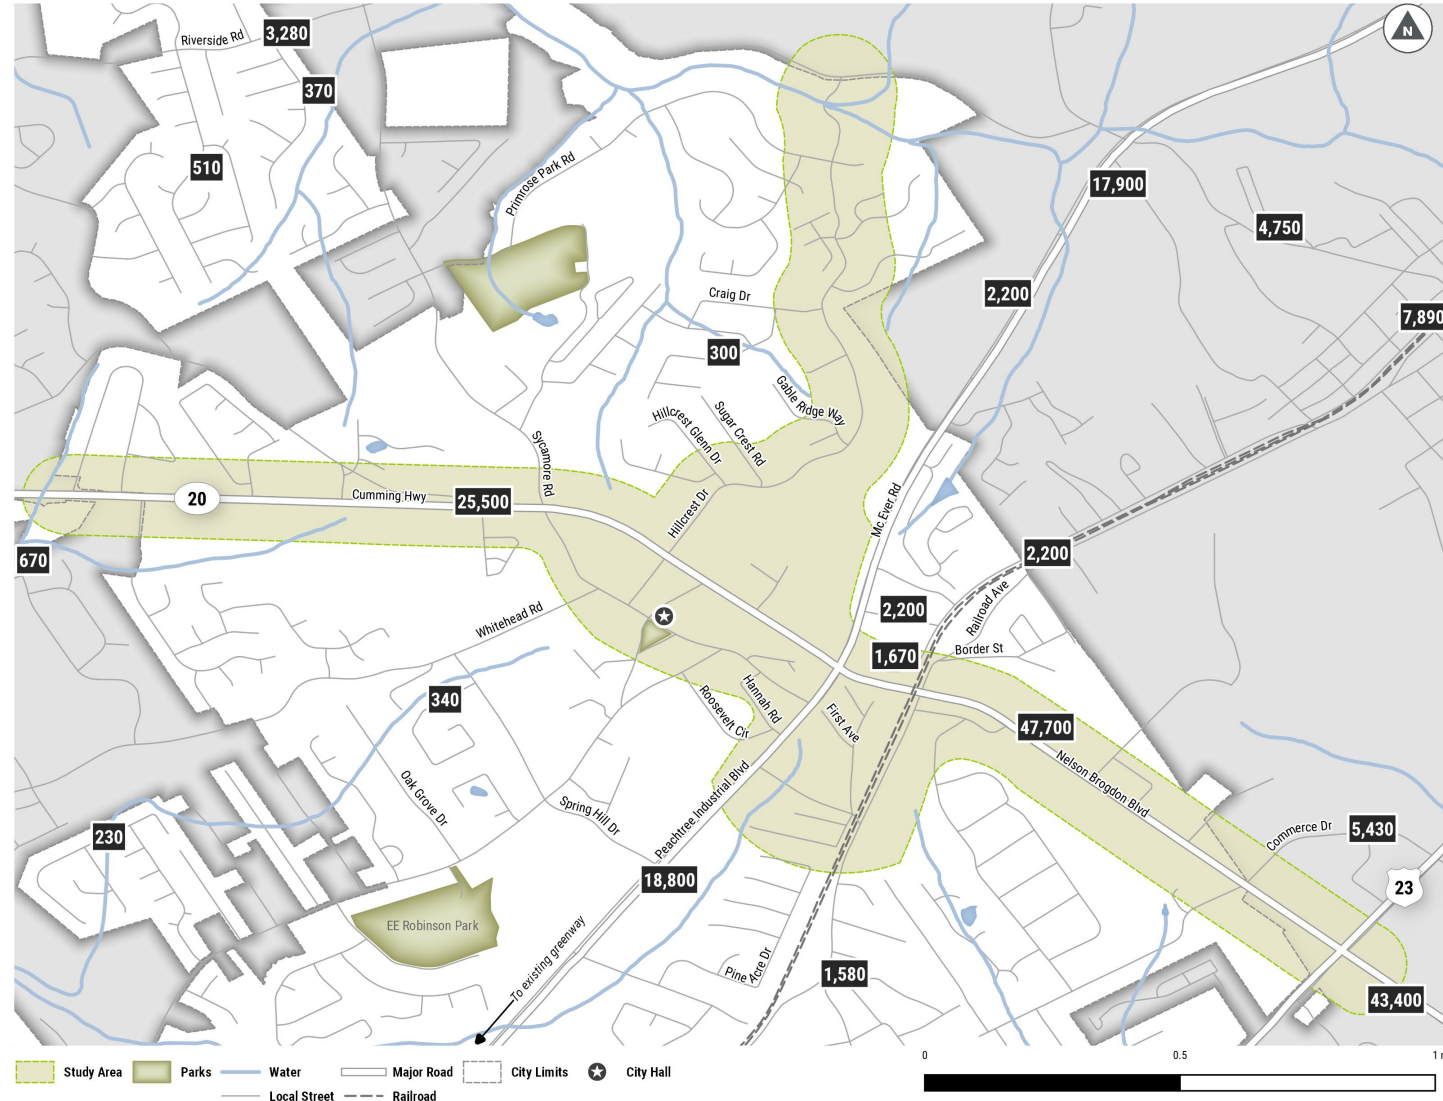 N
Riverside Rd
3,280
370
510
Primrose Park Rd
17,900
4,750
2,200
Craig Dr
7,890
300
Gable Ridge Way
Sugar Crest Rd
Hillcrest Glenn Dr
Sycamore Rd
20
Cumming Hwy
25,500
Hillcrest Dr
Mc Ever Rd
670
2,200
Railroad Ave
2,200
Whitehead Rd
1,670
Border St
340
Roosevelt Cir
Hannah Rd
First Ave
47,700
Nelson Brogdon Blvd
Oak Grove Dr
Spring Hill Dr
Peachtree Industrial Blvd
230
Commerce Dr
5,430
18,800
23
EE Robinson Park
To existing greenway
Pine Acre Dr
1,580
43,400
0
0.5
1
Study Area
Parks
Water
Major Road
City Limits
City Hall
Local Street
Railroad